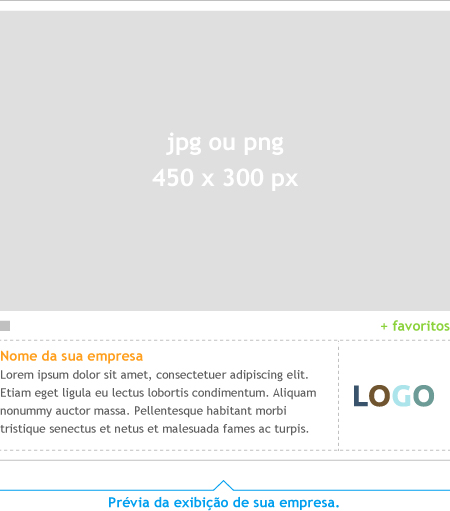 jpg ou png
450 x 300 px
+ favoritos
Nome da sua empresa
Lorem ipsum dolor sit amet, consectetuer adipiscing elit.
Etiam eget ligula eu lectus lobortis condimentum. Aliquam
nonummy auctor massa. Pellentesque habitant morbi
tristique senectus et netus et malesuada fames ac turpis.
LOGO
Prévia da exibição de sua empresa.